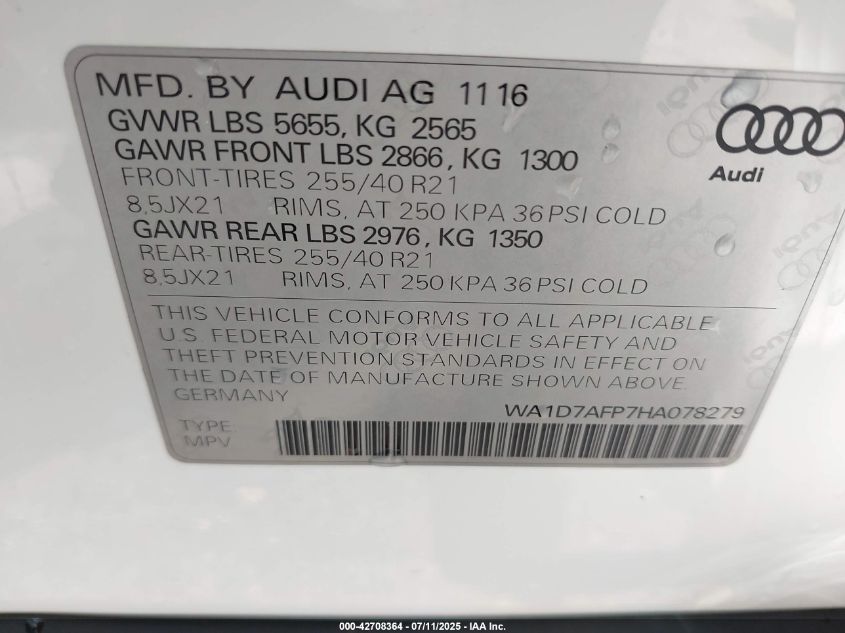 MFD. BY AUDI AG 11 16
GVWR LBS 5655, KG 2565
GAWR FRONT LBS 2866, KG 1300
FRONT-TIRES 255/40 R21
8,5JX21 RIMS, AT 250 KPA 36 PSI COLD
GAWR REAR LBS 2976, KG 1350
REAR-TIRES 255/40 R21
8,5JX21 RIMS, AT 250 KPA 36 PSI COLD
Audi
THIS VEHICLE CONFORMS TO ALL APPLICABLE
U.S. FEDERAL MOTOR VEHICLE SAFETY AND
THEFT PREVENTION STANDARDS IN EFFECT ON
THE DATE OF MANUFACTURE SHOWN ABOVE.
GERMANY
WA1D7AFP7HA078279
TYPE:
MPV
000-42708364 - 07/11/2025 - IAA Inc.